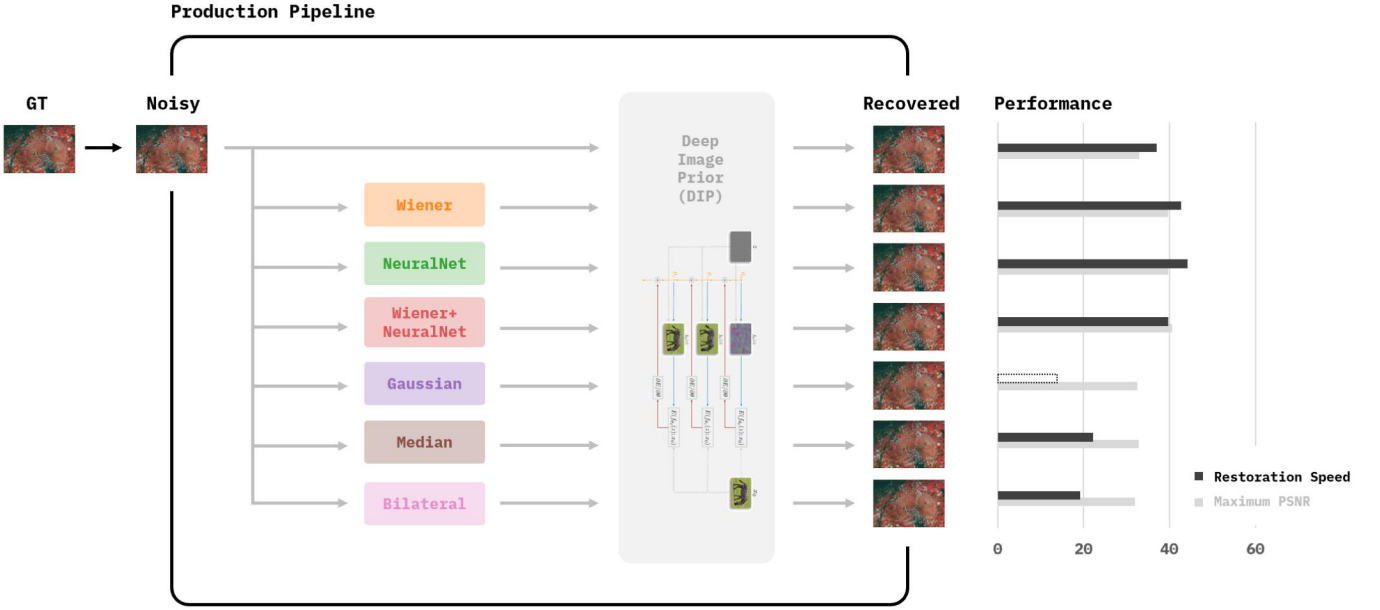 Production Pipeline
GT
Noisy
Recovered
Performance
Deep
Image
Prior
(DIP)
Wiener
NeuralNet
Wiener+
NeuralNet
Gaussian
Median
Bilateral
Restoration Speed
Maximum PSNR
0 20 40 60